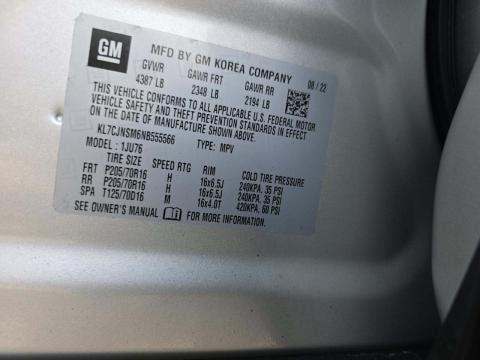 GM
MFD BY GM KOREA COMPANY
GVWR GAWR FRT GAWR RR 08 / 22
4387 LB 2348 LB 2194 LB
THIS VEHICLE CONFORMS TO ALL APPLICABLE U.S. FEDERAL MOTOR
VEHICLE SAFETY AND THEFT PREVENTION STANDARDS IN EFFECT
ON THE DATE OF MANUFACTURE SHOWN ABOVE.
KL7CJNSM6NB555566 TYPE: MPV
MODEL : 1JU76
TIRE SIZE SPEED RTG RIM COLD TIRE PRESSURE
FRT P205/70R16 H 16x6.5J 240KPA, 35 PSI
RR P205/70R16 H 16x6.5J 240KPA, 35 PSI
SPA T125/70D16 M 16x4.0T 420KPA, 60 PSI
SEE OWNER'S MANUAL FOR MORE INFORMATION.